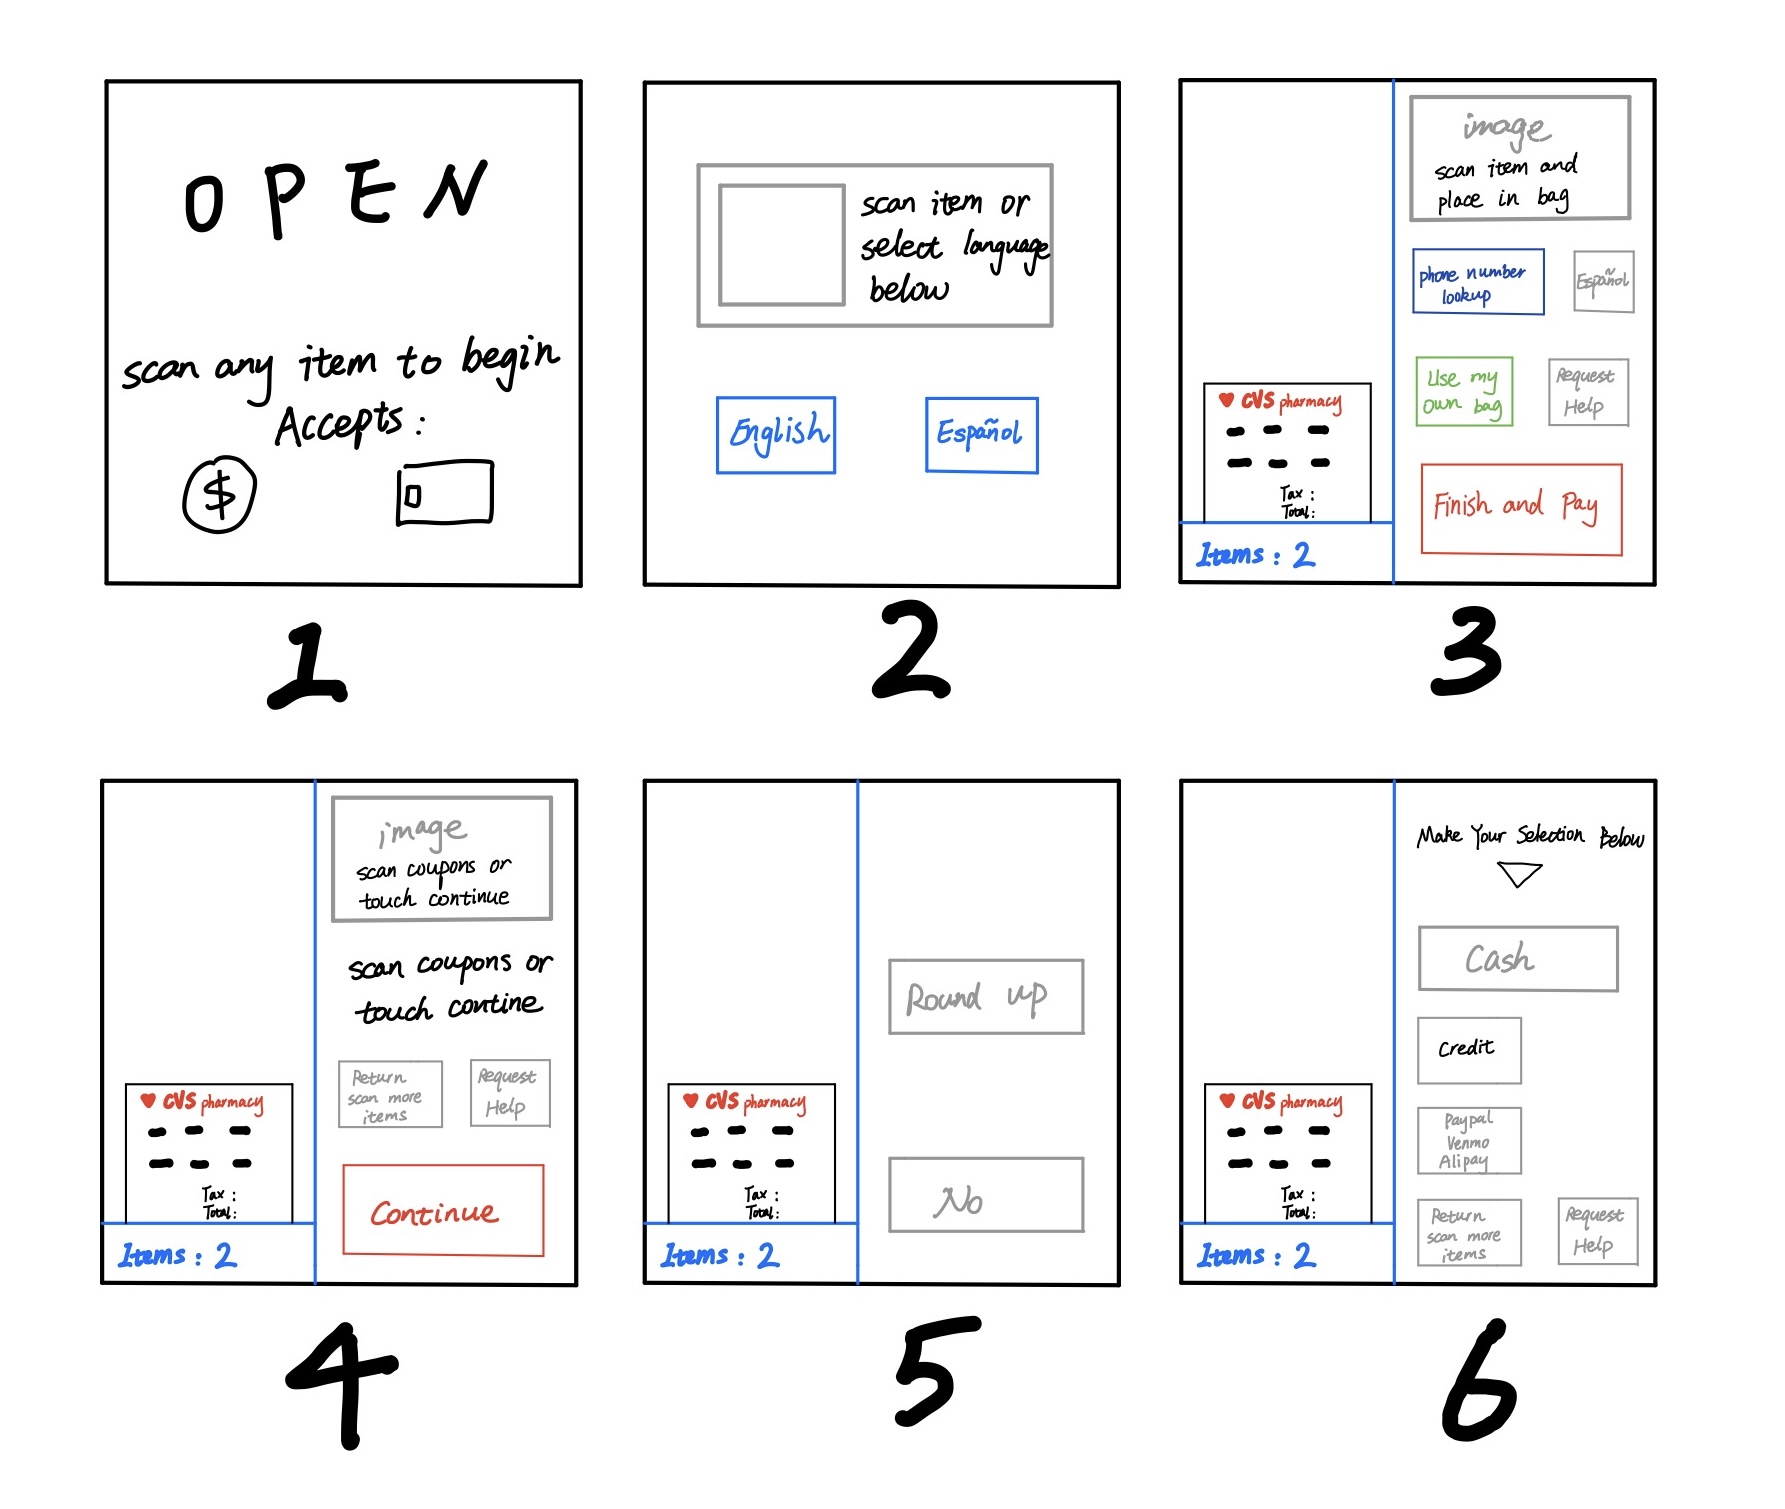 OPEN
scan any item to begin
Accepts:
$
1
scan item or
select language
below
English
Español
2
♥ CVS pharmacy
Tax :
Total:
Items : 2
image
scan item and
place in bag
phone number
lookup
Español
Use my
own bag
Request
Help
Finish and Pay
3
♥ CVS pharmacy
Tax :
Total:
Items : 2
image
scan coupons or
touch continue
scan coupons or
touch contine
Return
scan more
items
Request
Help
Continue
4
♥ CVS pharmacy
Tax :
Total:
Items : 2
Round up
No
5
♥ CVS pharmacy
Tax :
Total:
Items : 2
Make Your Selection Below
Cash
Credit
Paypal
Venmo
Alipay
Return
scan more
items
Request
Help
6